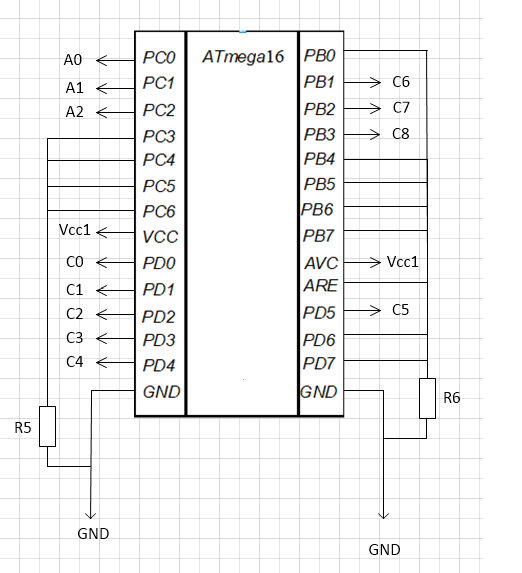 ATmega16
A0 PC0 PB0
A1 PC1 PB1 C6
A2 PC2 PB2 C7
PC3 PB3 C8
PC4 PB4
PC5 PB5
PC6 PB6
Vcc1 VCC PB7
C0 PD0 AVC Vcc1
C1 PD1 ARE
C2 PD2 PD5 C5
C3 PD3 PD6
C4 PD4 PD7
GND GND
R5 R6
GND GND